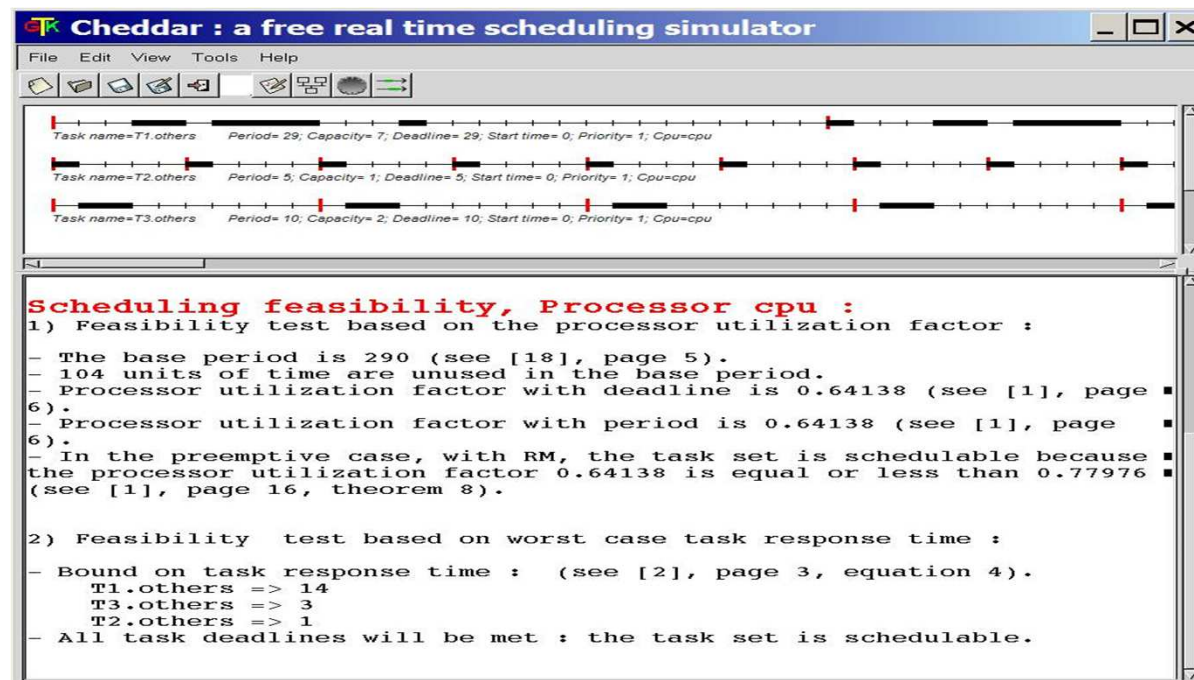 GTK Cheddar : a free real time scheduling simulator
File Edit View Tools Help
Task name=T1.others Period= 29; Capacity= 7; Deadline= 29; Start time= 0; Priority= 1; Cpu=cpu
Task name=T2.others Period= 5; Capacity= 1; Deadline= 5; Start time= 0; Priority= 1; Cpu=cpu
Task name=T3.others Period= 10; Capacity= 2; Deadline= 10; Start time= 0; Priority= 1; Cpu=cpu
Scheduling feasibility, Processor cpu :
1) Feasibility test based on the processor utilization factor :
– The base period is 290 (see [18], page 5).
– 104 units of time are unused in the base period.
– Processor utilization factor with deadline is 0.64138 (see [1], page
6).
– Processor utilization factor with period is 0.64138 (see [1], page
6).
– In the preemptive case, with RM, the task set is schedulable because
the processor utilization factor 0.64138 is equal or less than 0.77976
(see [1], page 16, theorem 8).
2) Feasibility test based on worst case task response time :
– Bound on task response time : (see [2], page 3, equation 4).
T1.others => 14
T3.others => 3
T2.others => 1
– All task deadlines will be met : the task set is schedulable.